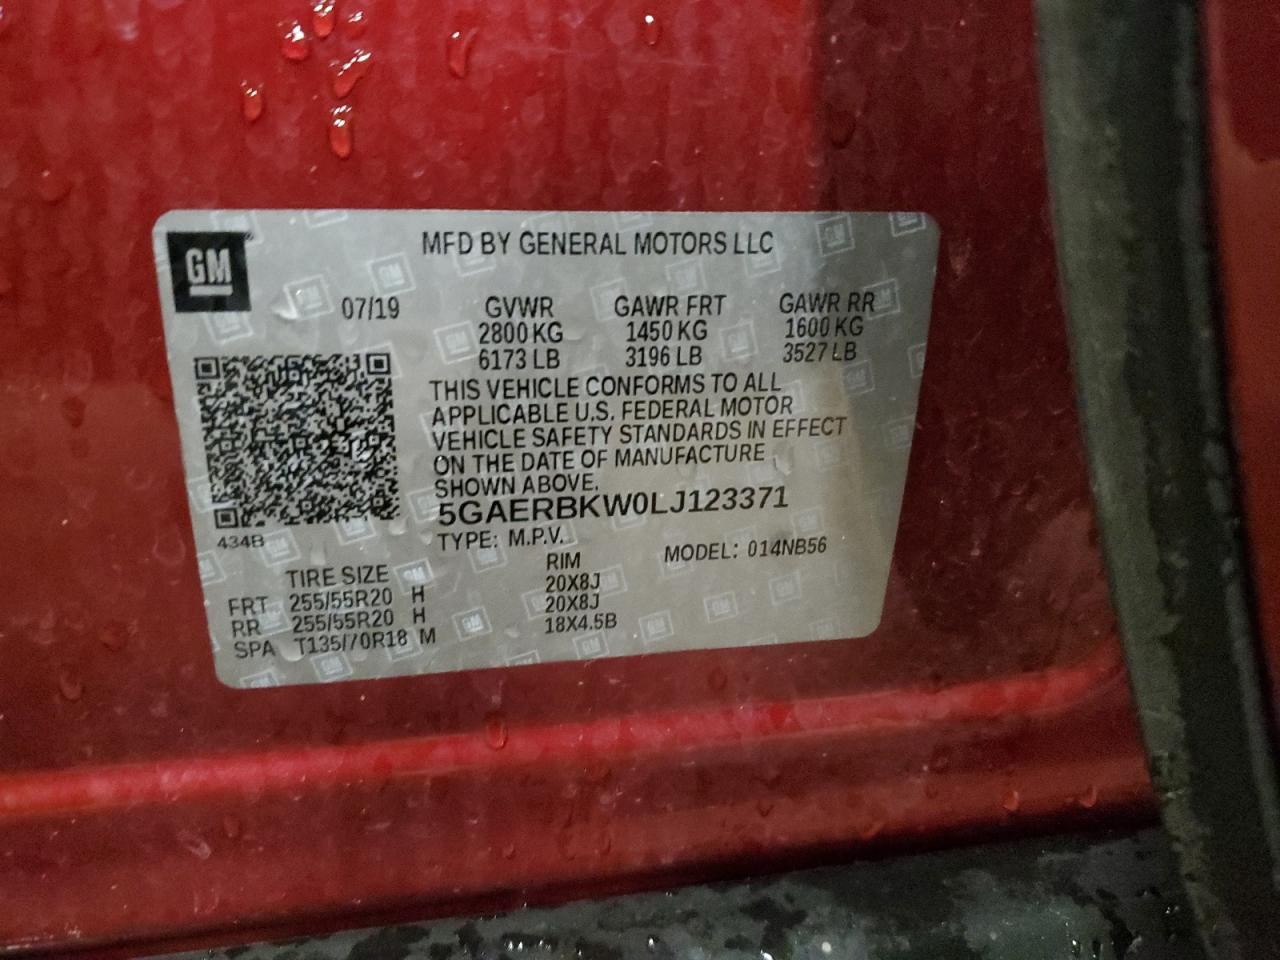 GM
MFD BY GENERAL MOTORS LLC
07/19 GVWR GAWR FRT GAWR RR
2800 KG 1450 KG 1600 KG
6173 LB 3196 LB 3527 LB
THIS VEHICLE CONFORMS TO ALL
APPLICABLE U.S. FEDERAL MOTOR
VEHICLE SAFETY STANDARDS IN EFFECT
ON THE DATE OF MANUFACTURE
SHOWN ABOVE.
5GAERBKW0LJ123371
434B
TYPE: M.P.V. MODEL: 014NB56
TIRE SIZE RIM
FRT 255/55R20 H 20X8J
RR 255/55R20 H 20X8J
SPA T135/70R18 M 18X4.5B